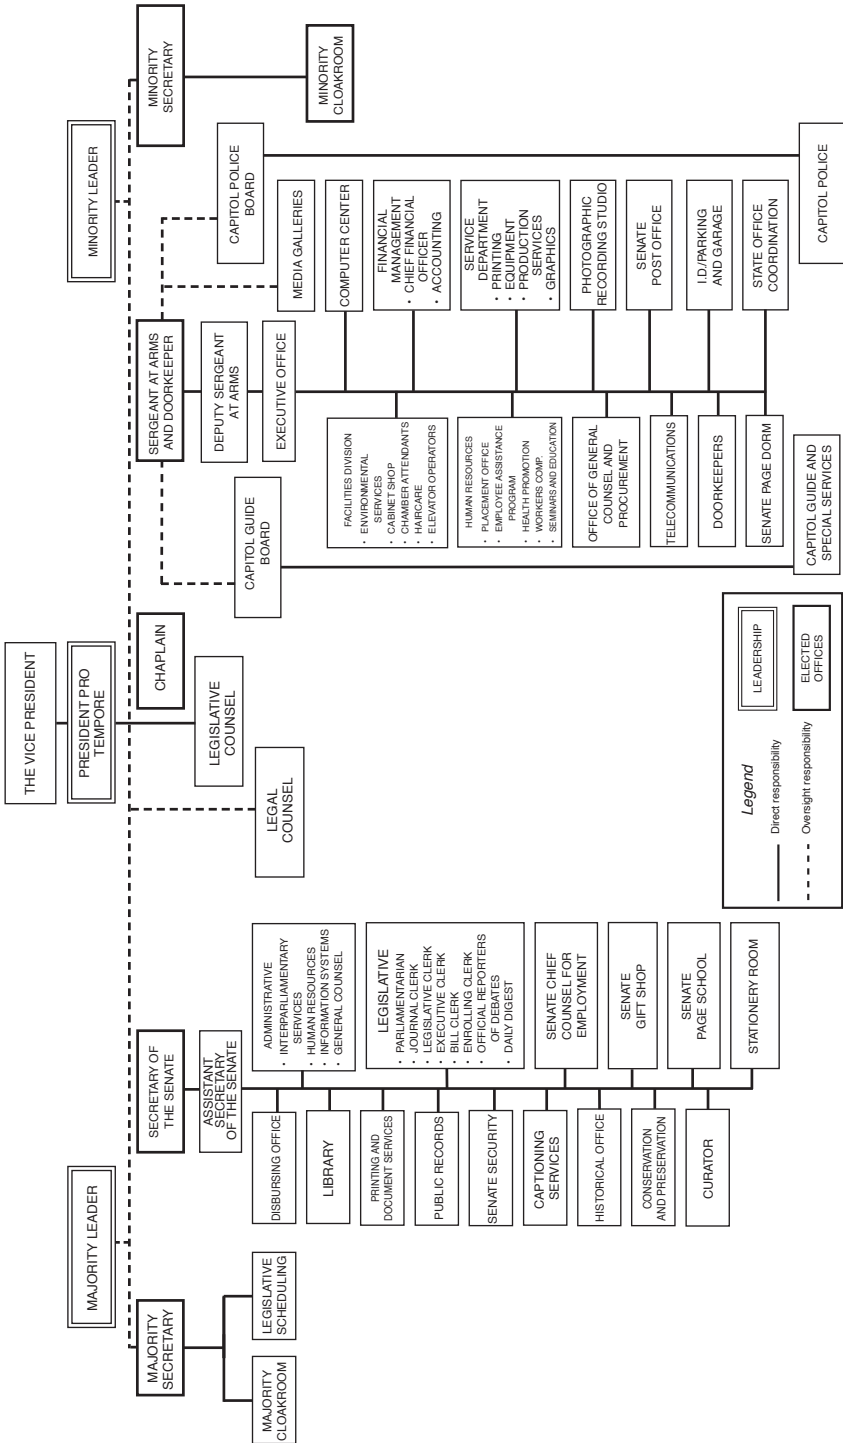 THE VICE PRESIDENT
MAJORITY LEADER
PRESIDENT PRO
TEMPORE
MINORITY LEADER
MAJORITY
SECRETARY
MAJORITY
CLOAKROOM
LEGISLATIVE
SCHEDULING
SECRETARY OF
THE SENATE
ASSISTANT
SECRETARY
OF THE SENATE
DISBURSING OFFICE
LIBRARY
PRINTING AND
DOCUMENT SERVICES
PUBLIC RECORDS
SENATE SECURITY
CAPTIONING
SERVICES
HISTORICAL OFFICE
CONSERVATION
AND PRESERVATION
CURATOR
ADMINISTRATIVE
• INTERPARLIAMENTARY
SERVICES
• HUMAN RESOURCES
• INFORMATION SYSTEMS
• GENERAL COUNSEL
LEGISLATIVE
• PARLIAMENTARIAN
• JOURNAL CLERK
• LEGISLATIVE CLERK
• EXECUTIVE CLERK
• BILL CLERK
• ENROLLING CLERK
• OFFICIAL REPORTERS
OF DEBATES
• DAILY DIGEST
SENATE CHIEF
COUNSEL FOR
EMPLOYMENT
SENATE
GIFT SHOP
SENATE
PAGE SCHOOL
STATIONERY ROOM
LEGAL
COUNSEL
LEGISLATIVE
COUNSEL
CHAPLAIN
SERGEANT AT ARMS
AND DOORKEEPER
DEPUTY SERGEANT
AT ARMS
EXECUTIVE OFFICE
CAPITOL GUIDE
BOARD
CAPITOL GUIDE AND
SPECIAL SERVICES
FACILITIES DIVISION
• ENVIRONMENTAL
SERVICES
• CABINET SHOP
• CHAMBER ATTENDANTS
• HAIRCARE
• ELEVATOR OPERATORS
HUMAN RESOURCES
• PLACEMENT OFFICE
• EMPLOYEE ASSISTANCE
PROGRAM
• HEALTH PROMOTION
• WORKERS COMP.
• SEMINARS AND EDUCATION
OFFICE OF GENERAL
COUNSEL AND
PROCUREMENT
TELECOMMUNICATIONS
DOORKEEPERS
SENATE PAGE DORM
MEDIA GALLERIES
COMPUTER CENTER
FINANCIAL
MANAGEMENT
• CHIEF FINANCIAL
OFFICER
• ACCOUNTING
SERVICE
DEPARTMENT
• PRINTING
• EQUIPMENT
• PRODUCTION
SERVICES
• GRAPHICS
PHOTOGRAPHIC
RECORDING STUDIO
SENATE
POST OFFICE
I.D./PARKING
AND GARAGE
STATE OFFICE
COORDINATION
CAPITOL POLICE
BOARD
CAPITOL POLICE
MINORITY
SECRETARY
MINORITY
CLOAKROOM
Legend
Direct responsibility
Oversight responsibility
LEADERSHIP
ELECTED
OFFICES